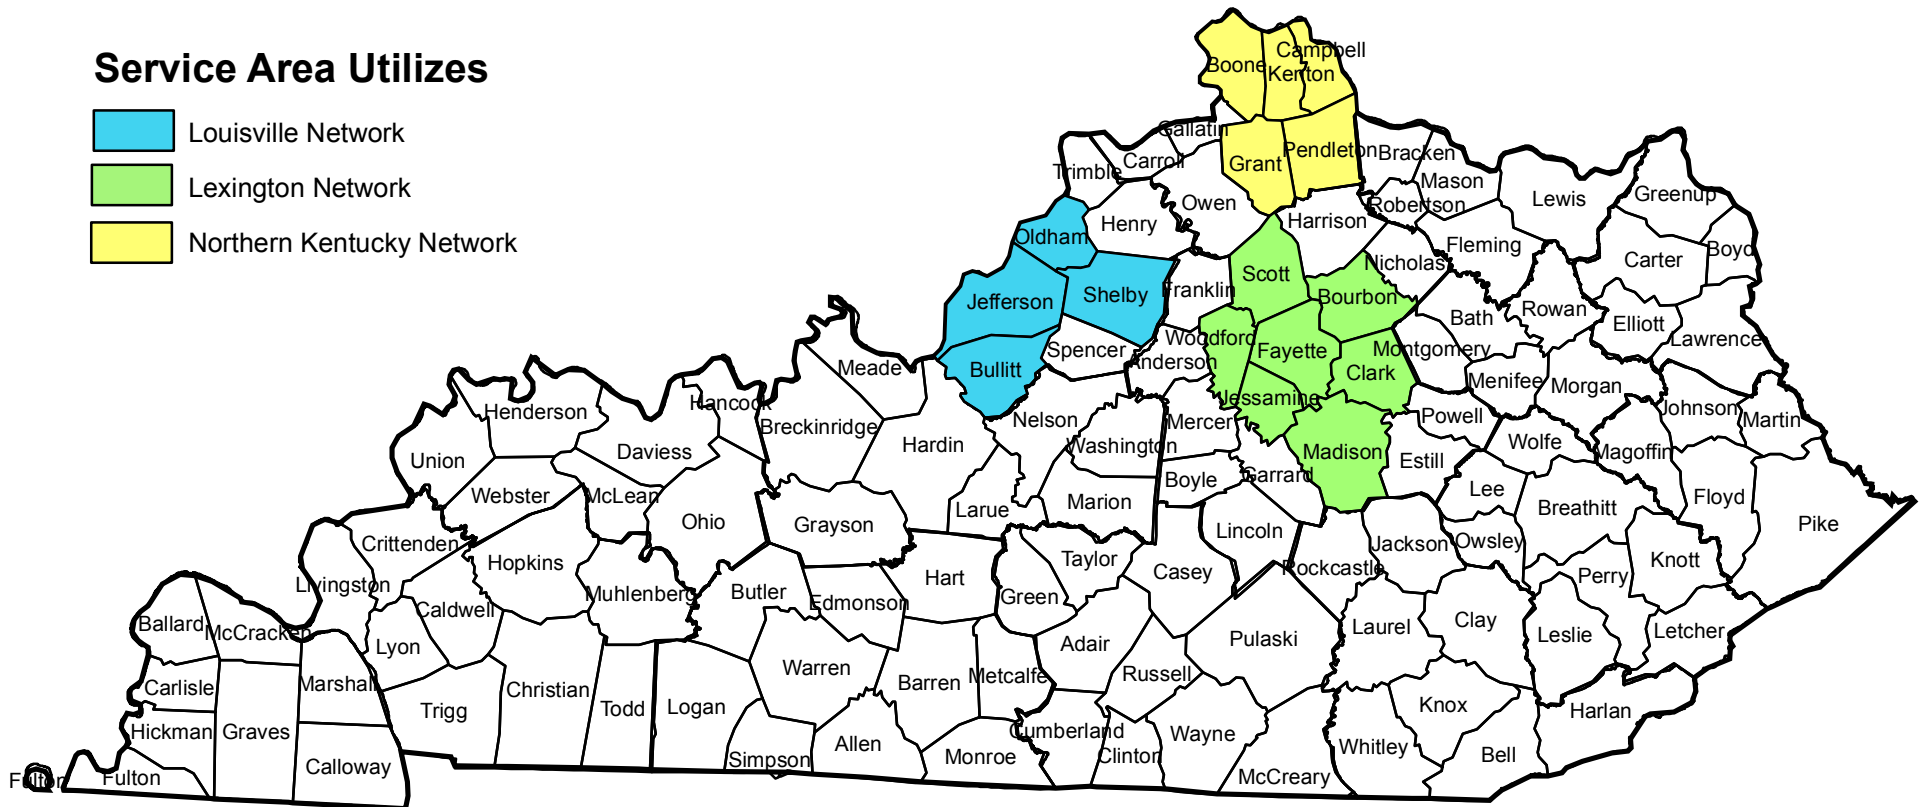 Service Area Utilizes
Louisville Network
Lexington Network
Northern Kentucky Network
Campbell
Boone
Kenton
Gallatin
Carroll
Trimble
Grant
Pendleton
Bracken
Mason
Robertson
Lewis
Greenup
Owen
Henry
Harrison
Oldham
Fleming
Boyd
Carter
Nicholas
Scott
Franklin
Bourbon
Shelby
Jefferson
Bath
Rowan
Elliott
Lawrence
Woodford
Fayette
Montgomery
Spencer
Anderson
Bullitt
Clark
Meade
Menifee
Morgan
Jessamine
Hancock
Henderson
Breckinridge
Nelson
Mercer
Powell
Johnson
Martin
Washington
Hardin
Daviess
Madison
Wolfe
Magoffin
Union
Estill
Garrard
Boyle
Lee
Webster
McLean
Marion
Larue
Breathitt
Floyd
Ohio
Grayson
Pike
Lincoln
Crittenden
Jackson
Owsley
Taylor
Knott
Hopkins
Casey
Rockcastle
Hart
Perry
Livingston
Muhlenberg
Butler
Edmonson
Green
Caldwell
Ballard
McCracken
Clay
Laurel
Leslie
Letcher
Pulaski
Adair
Lyon
Warren
Russell
Metcalfe
Barren
Marshall
Carlisle
Christian
Trigg
Todd
Logan
Knox
Harlan
Hickman
Graves
Cumberland
Wayne
Allen
Whitley
Bell
Monroe
Clinton
Simpson
Calloway
McCreary
Fulton
Fulton